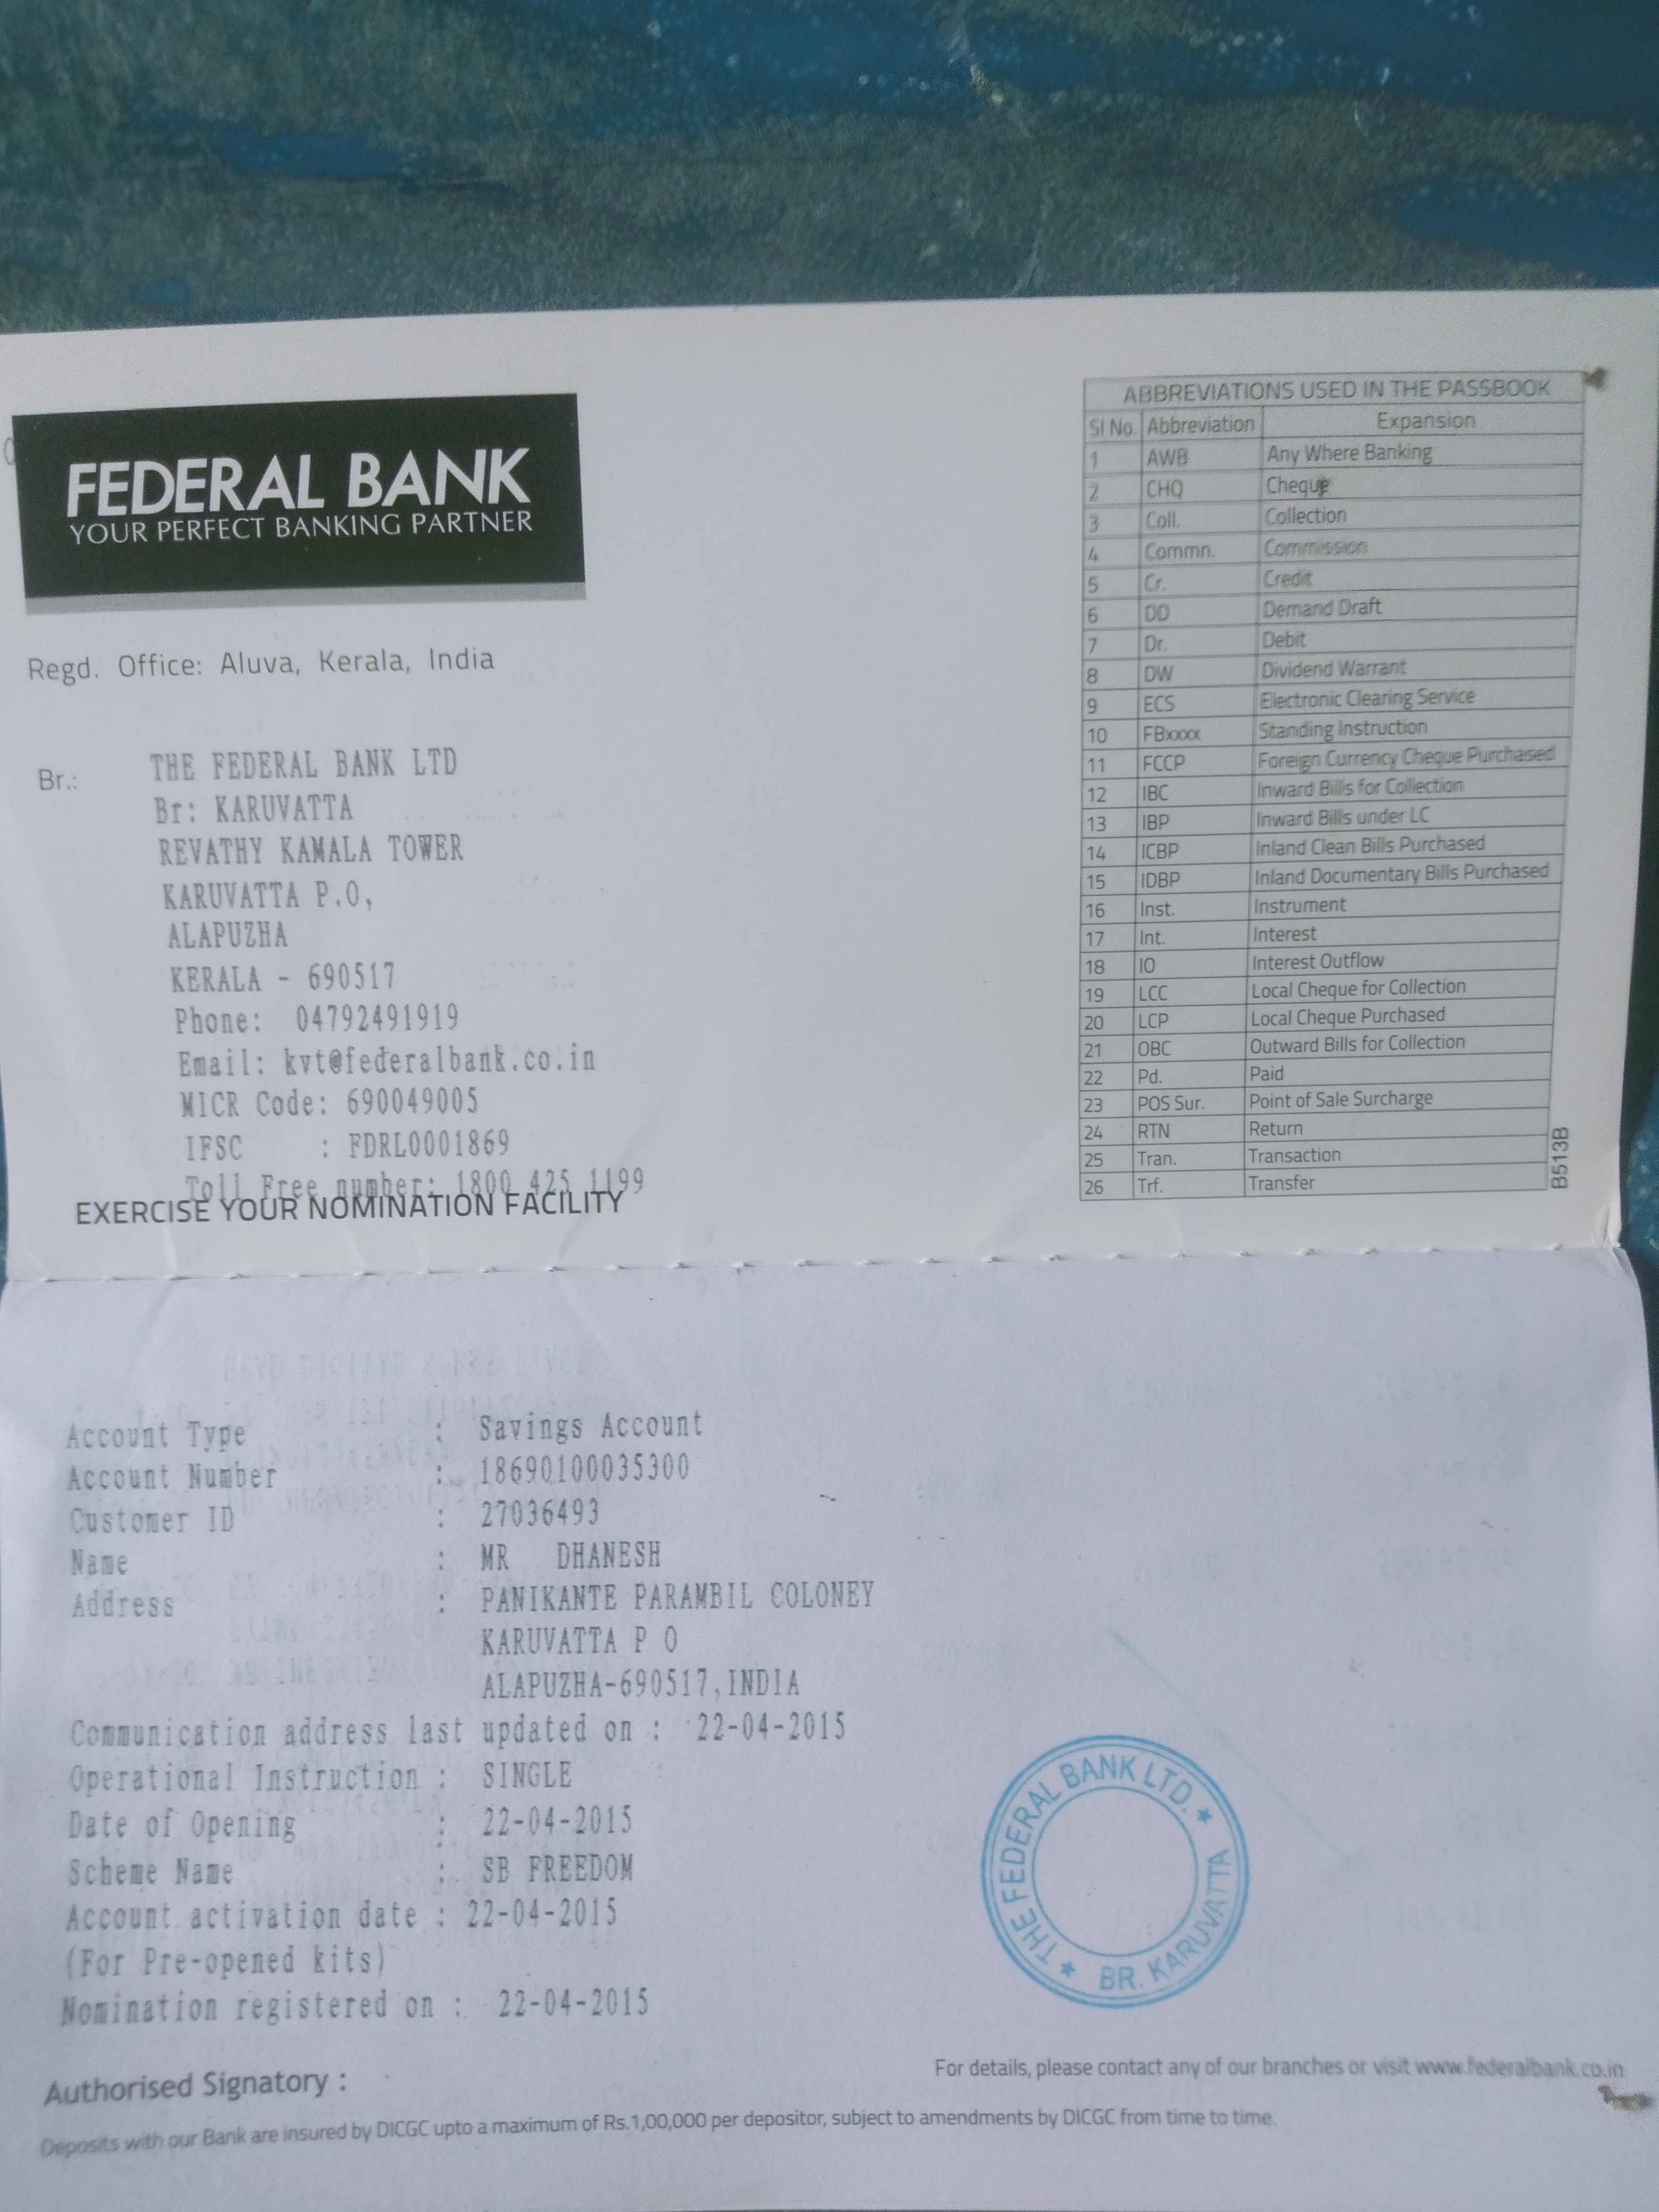 FEDERAL BANK
YOUR PERFECT BANKING PARTNER
Regd. Office: Aluva, Kerala, India
Br.: THE FEDERAL BANK LTD
Br: KARUVATTA
REVATHY KAMALA TOWER
KARUVATTA P.O,
ALAPUZHA
KERALA - 690517
Phone: 04792491919
Email: kvt@federalbank.co.in
MICR Code: 690049005
IFSC : FDRL0001869
Toll Free number: 1800 425 1199
EXERCISE YOUR NOMINATION FACILITY
ABBREVIATIONS USED IN THE PASSBOOK
Sl No. Abbreviation Expansion
1 AWB Any Where Banking
2 CHQ Cheque
3 Coll. Collection
4 Commn. Commission
5 Cr. Credit
6 DD Demand Draft
7 Dr. Debit
8 DW Dividend Warrant
9 ECS Electronic Clearing Service
10 FBxxxx Standing Instruction
11 FCCP Foreign Currency Cheque Purchased
12 IBC Inward Bills for Collection
13 IBP Inward Bills under LC
14 ICBP Inland Clean Bills Purchased
15 IDBP Inland Documentary Bills Purchased
16 Inst. Instrument
17 Int. Interest
18 IO Interest Outflow
19 LCC Local Cheque for Collection
20 LCP Local Cheque Purchased
21 OBC Outward Bills for Collection
22 Pd. Paid
23 POS Sur. Point of Sale Surcharge
24 RTN Return
25 Tran. Transaction
26 Trf. Transfer
B513B
Account Type : Savings Account
Account Number : 18690100035300
Customer ID : 27036493
Name : MR DHANESH
Address : PANIKANTE PARAMBIL COLONEY
KARUVATTA P O
ALAPUZHA-690517,INDIA
Communication address last updated on : 22-04-2015
Operational Instruction : SINGLE
Date of Opening : 22-04-2015
Scheme Name : SB FREEDOM
Account activation date : 22-04-2015
(For Pre-opened kits)
Nomination registered on : 22-04-2015
THE FEDERAL BANK LTD. ★ BR. KARUVATTA ★
Authorised Signatory :
For details, please contact any of our branches or visit www.federalbank.co.in
Deposits with our Bank are insured by DICGC upto a maximum of Rs.1,00,000 per depositor, subject to amendments by DICGC from time to time.